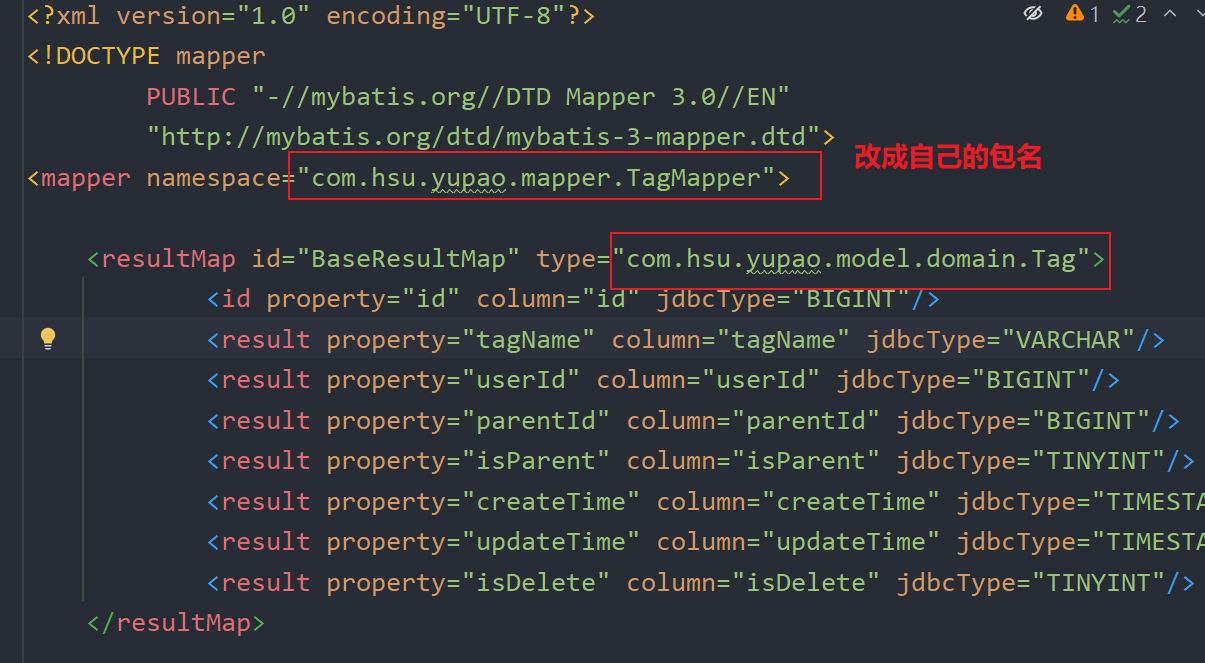 <?xml version="1.0" encoding="UTF-8"?>
1 2
<!DOCTYPE mapper
PUBLIC "-//mybatis.org//DTD Mapper 3.0//EN"
"http://mybatis.org/dtd/mybatis-3-mapper.dtd">
改成自己的包名
<mapper namespace="com.hsu.yupao.mapper.TagMapper">
<resultMap id="BaseResultMap" type="com.hsu.yupao.model.domain.Tag">
<id property="id" column="id" jdbcType="BIGINT"/>
<result property="tagName" column="tagName" jdbcType="VARCHAR"/>
<result property="userId" column="userId" jdbcType="BIGINT"/>
<result property="parentId" column="parentId" jdbcType="BIGINT"/>
<result property="isParent" column="isParent" jdbcType="TINYINT"/>
<result property="createTime" column="createTime" jdbcType="TIMESTA
<result property="updateTime" column="updateTime" jdbcType="TIMESTA
<result property="isDelete" column="isDelete" jdbcType="TINYINT"/>
</resultMap>